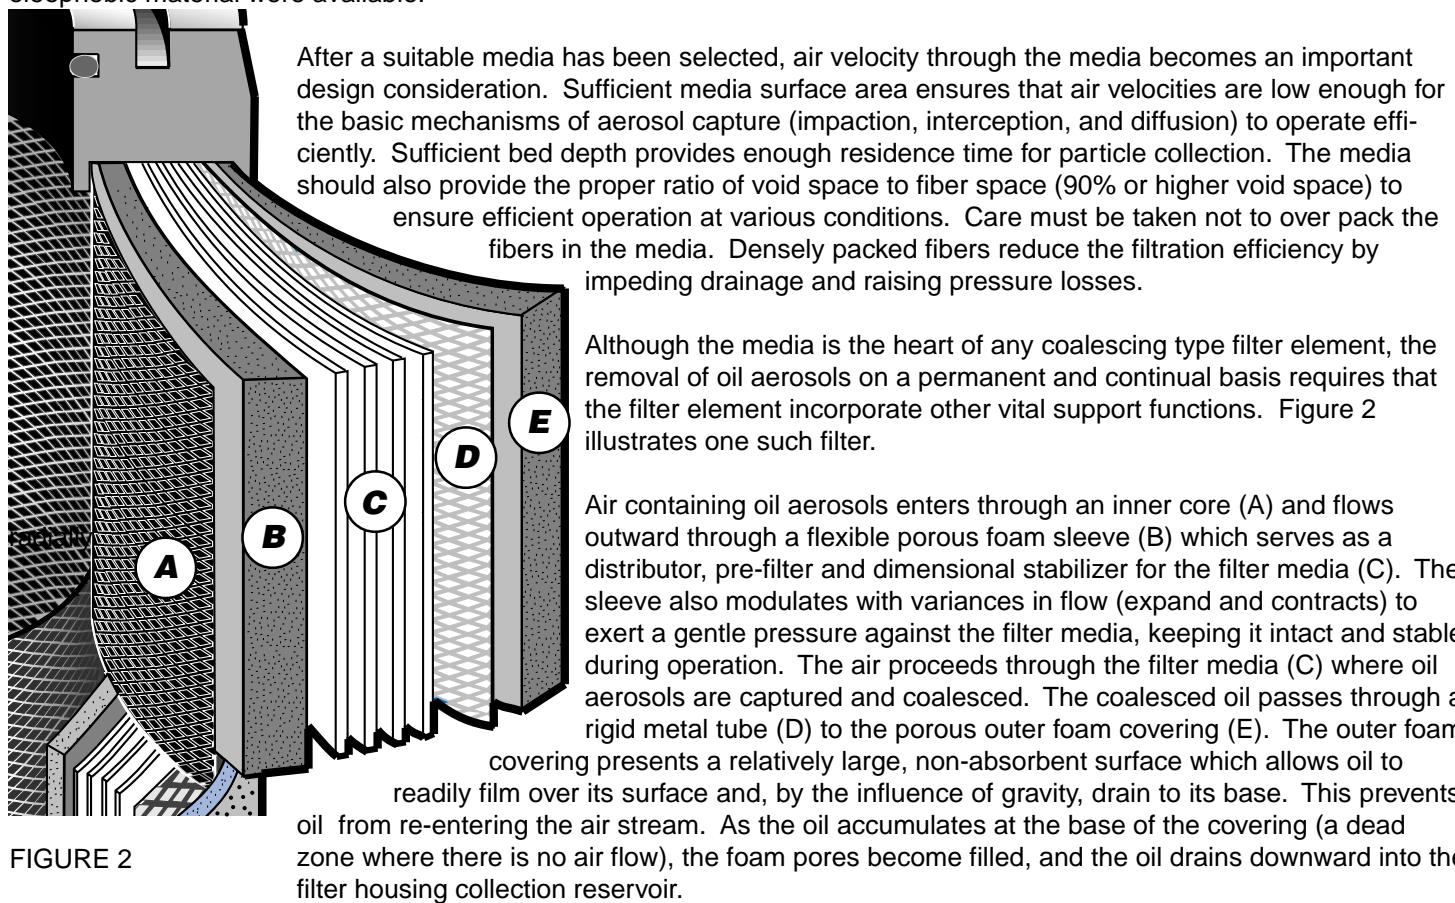 After a suitable media has been selected, air velocity through the media becomes an important
design consideration.  Sufficient media surface area ensures that air velocities are low enough for
the basic mechanisms of aerosol capture (impaction, interception, and diffusion) to operate effi-
ciently.  Sufficient bed depth provides enough residence time for particle collection.  The media
should also provide the proper ratio of void space to fiber space (90% or higher void space) to
ensure efficient operation at various conditions.  Care must be taken not to over pack the
fibers in the media.  Densely packed fibers reduce the filtration efficiency by
impeding drainage and raising pressure losses.
Although the media is the heart of any coalescing type filter element, the
removal of oil aerosols on a permanent and continual basis requires that
the filter element incorporate other vital support functions.  Figure 2
illustrates one such filter.
Air containing oil aerosols enters through an inner core (A) and flows
outward through a flexible porous foam sleeve (B) which serves as a
distributor, pre-filter and dimensional stabilizer for the filter media (C).  The
sleeve also modulates with variances in flow (expand and contracts) to
exert a gentle pressure against the filter media, keeping it intact and stable
during operation.  The air proceeds through the filter media (C) where oil
aerosols are captured and coalesced.  The coalesced oil passes through a
rigid metal tube (D) to the porous outer foam covering (E).  The outer foam
covering presents a relatively large, non-absorbent surface which allows oil to
readily film over its surface and, by the influence of gravity, drain to its base.  This prevents
oil  from re-entering the air stream.  As the oil accumulates at the base of the covering (a dead
zone where there is no air flow), the foam pores become filled, and the oil drains downward into the
filter housing collection reservoir.
A
B
C
D
E
FIGURE 2